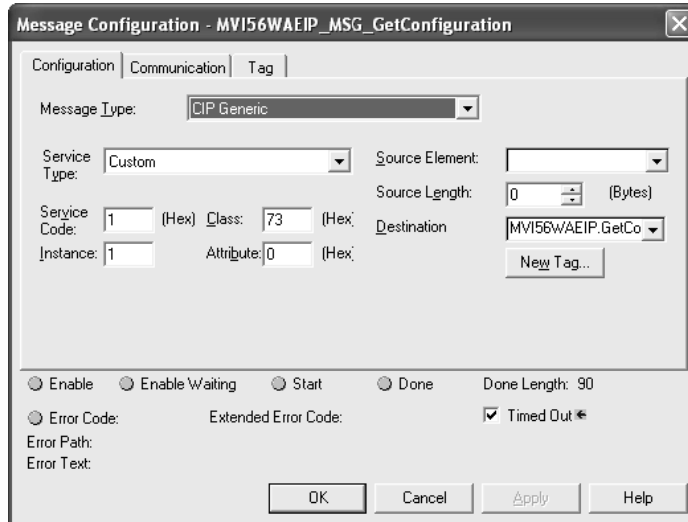 Message Configuration - MVI56WAEIP_MSG_GetConfiguration
Configuration Communication Tag
Message Type: CIP Generic
Service Type: Custom
Source Element:
Source Length: 0 (Bytes)
Service Code: 1 (Hex) Class: 73 (Hex)
Destination MVI56WAEIP.GetCo
Instance: 1 Attribute: 0 (Hex)
New Tag...
Enable Enable Waiting Start Done Done Length: 90
Error Code: Extended Error Code: Timed Out
Error Path:
Error Text:
OK Cancel Apply Help